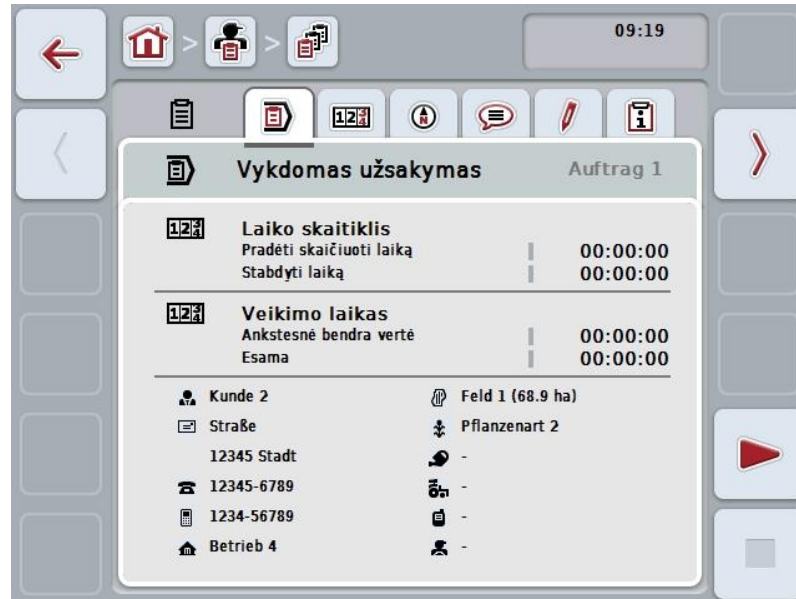 09:19
Vykdomas užsakymas Auftrag 1
Laiko skaitiklis
Pradėti skaičiuoti laiką 00:00:00
Stabdyti laiką 00:00:00
Veikimo laikas
Ankstesnė bendra vertė 00:00:00
Esama 00:00:00
Kunde 2 Feld 1 (68.9 ha)
Straße Pflanzenart 2
12345 Stadt -
12345-6789 -
1234-56789 -
Betrieb 4 -